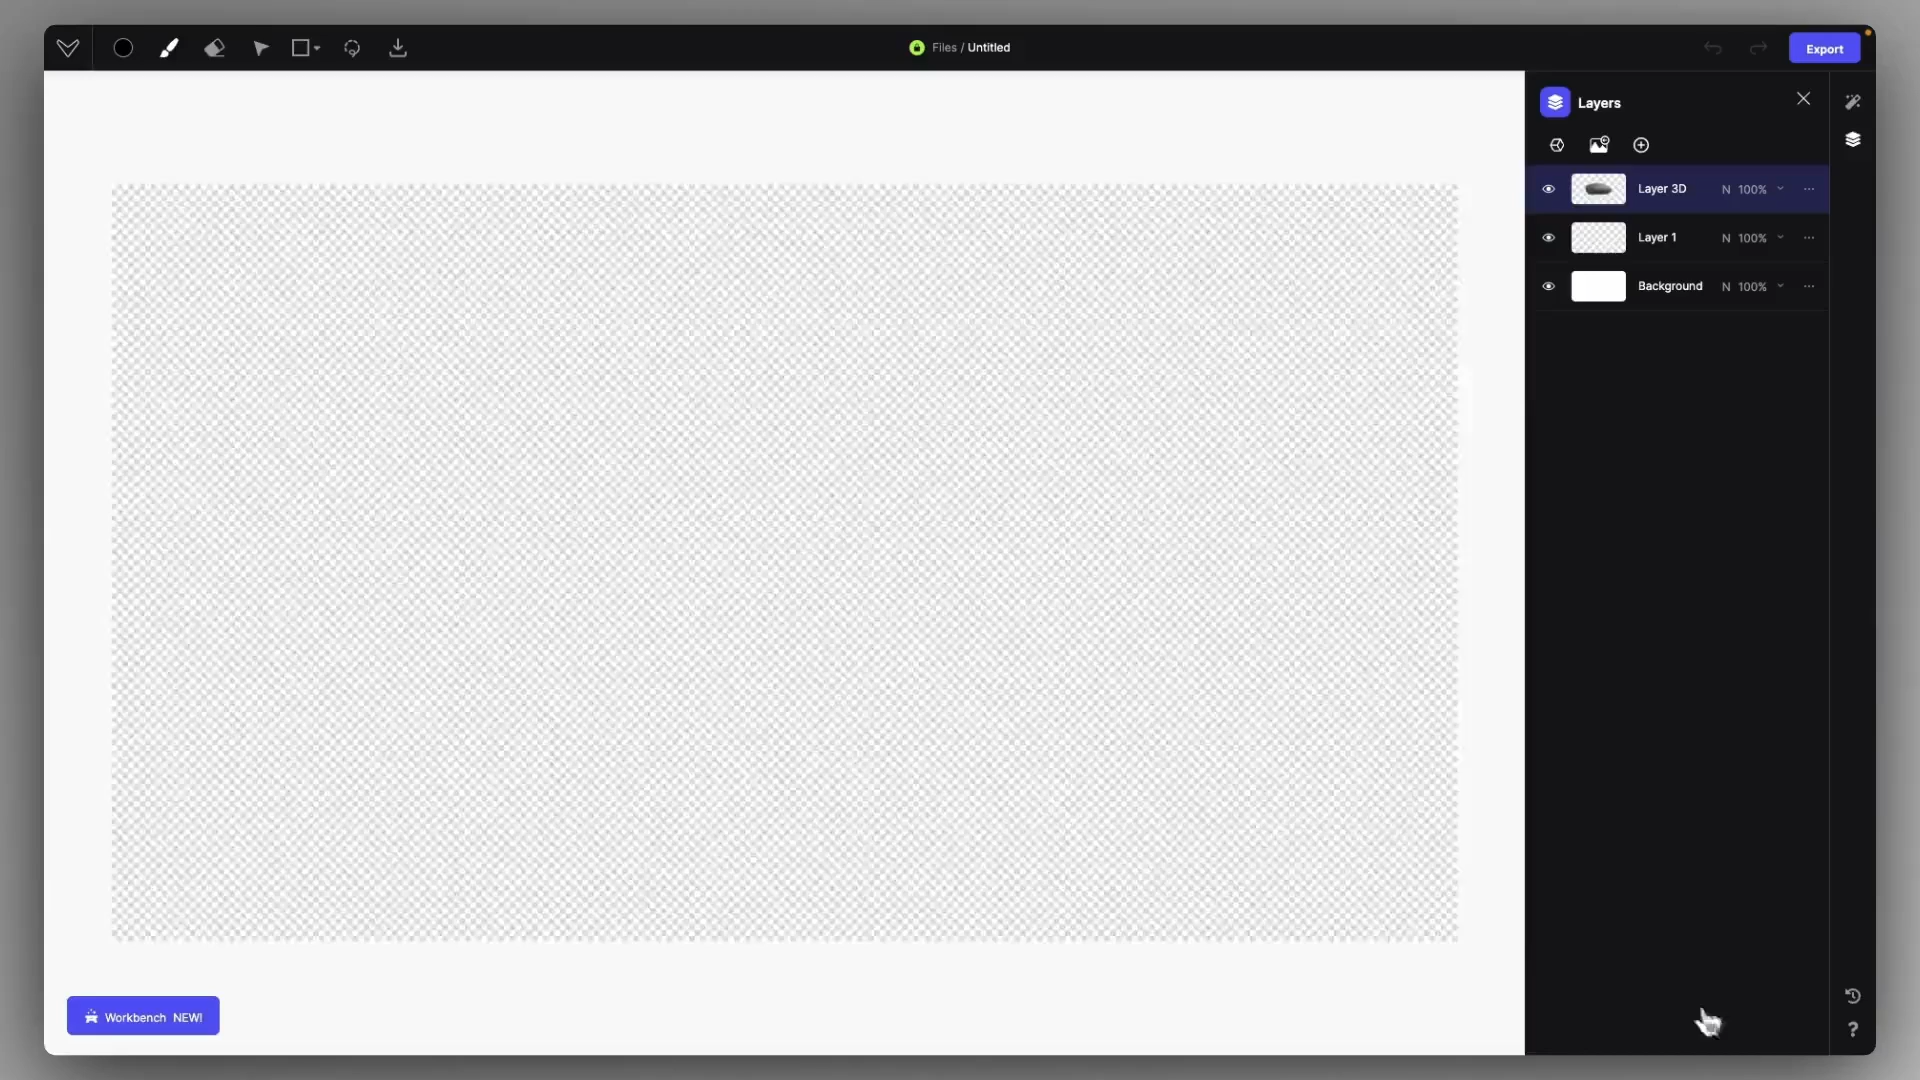 Files / Untitled
Export
Layers
Layer 3D N 100%
Layer 1 N 100%
Background N 100%
Workbench NEW!